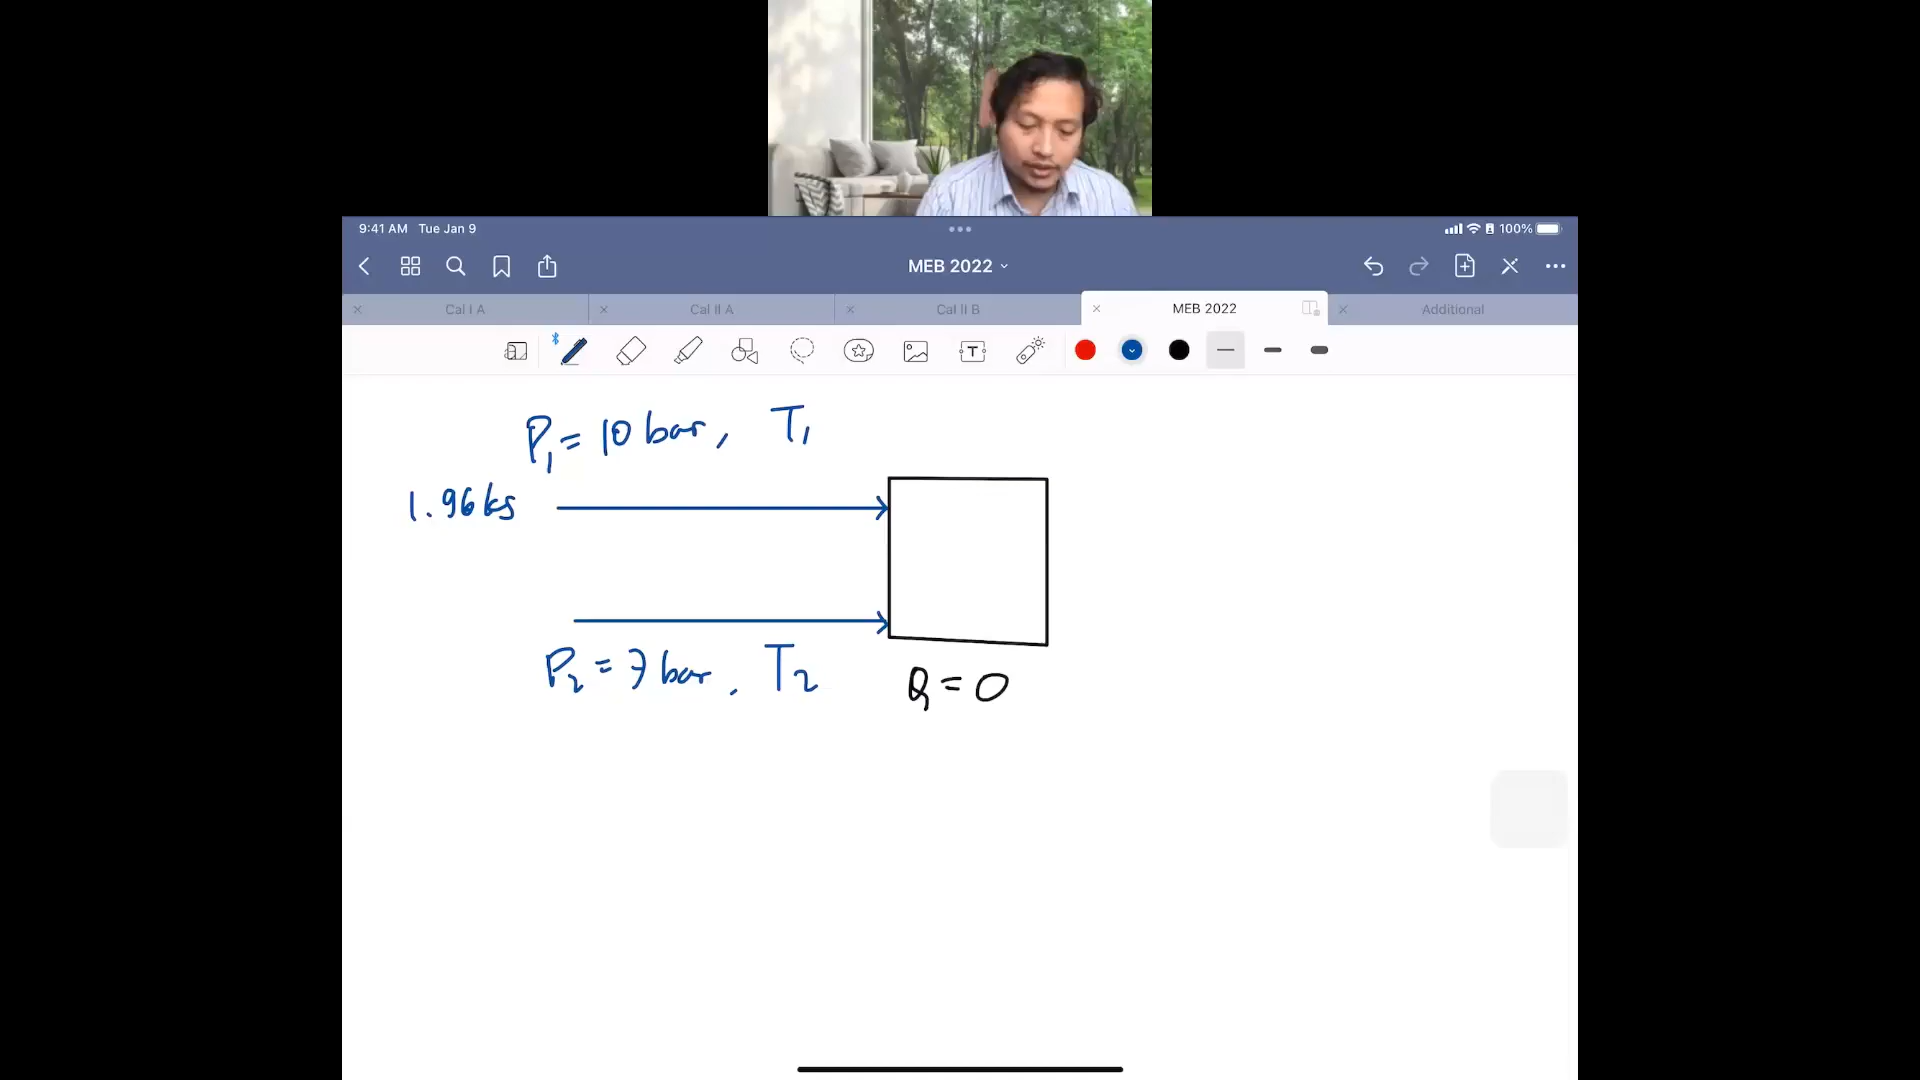 9:41 AM Tue Jan 9
100%
MEB 2022
Cal I A
Cal II A
Cal II B
MEB 2022
Additional
T
P₁ = 10 bar, T₁
1.96 kg
P₂ = 7 bar, T₂
Q = 0